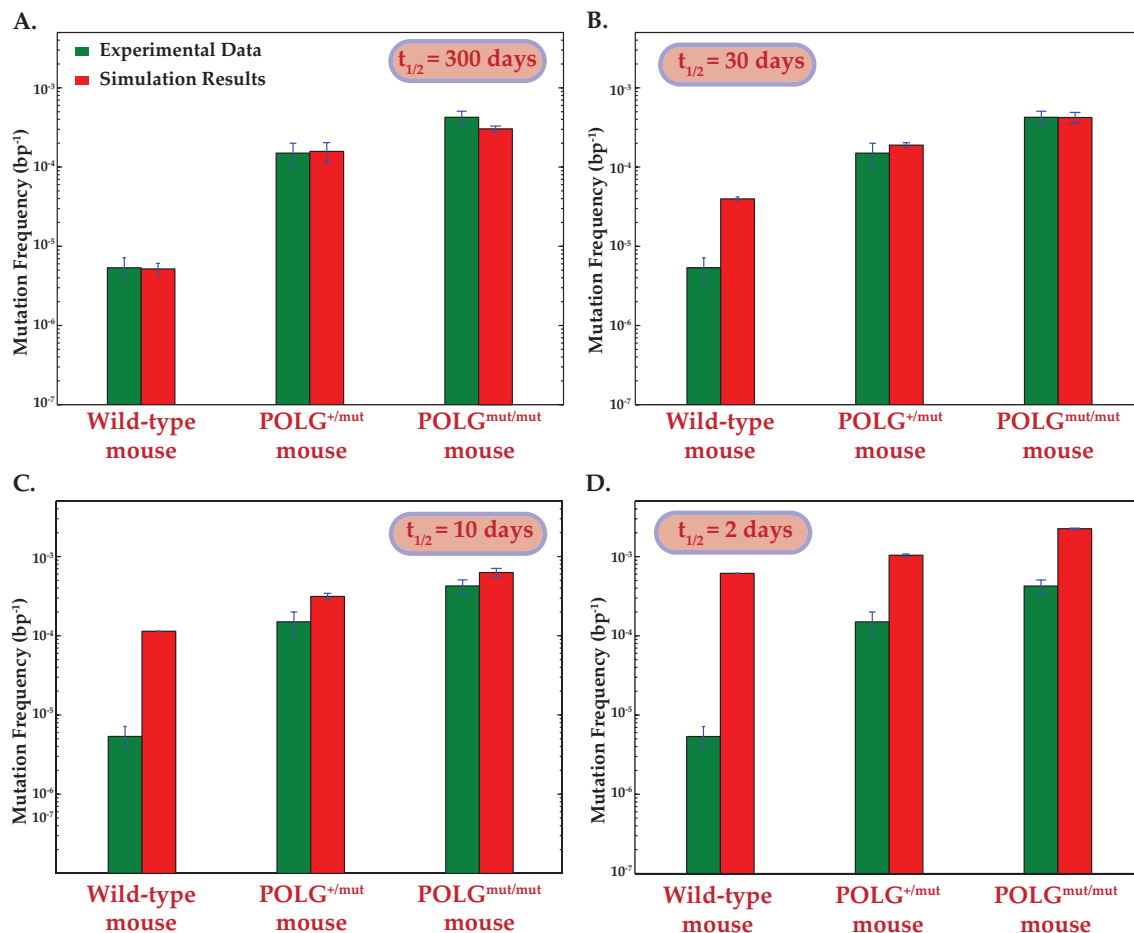 A.
Experimental Data
Simulation Results
t1/2 = 300 days
Mutation Frequency (bp-1)
10-3
10-4
10-5
10-6
10-7
Wild-type
mouse
POLG+/mut
mouse
POLGmut/mut
mouse
B.
t1/2 = 30 days
Mutation Frequency (bp-1)
10-3
10-4
10-5
10-6
10-7
Wild-type
mouse
POLG+/mut
mouse
POLGmut/mut
mouse
C.
t1/2 = 10 days
Mutation Frequency (bp-1)
10-3
10-4
10-5
10-6
10-7
Wild-type
mouse
POLG+/mut
mouse
POLGmut/mut
mouse
D.
t1/2 = 2 days
Mutation Frequency (bp-1)
10-3
10-4
10-5
10-6
10-7
Wild-type
mouse
POLG+/mut
mouse
POLGmut/mut
mouse